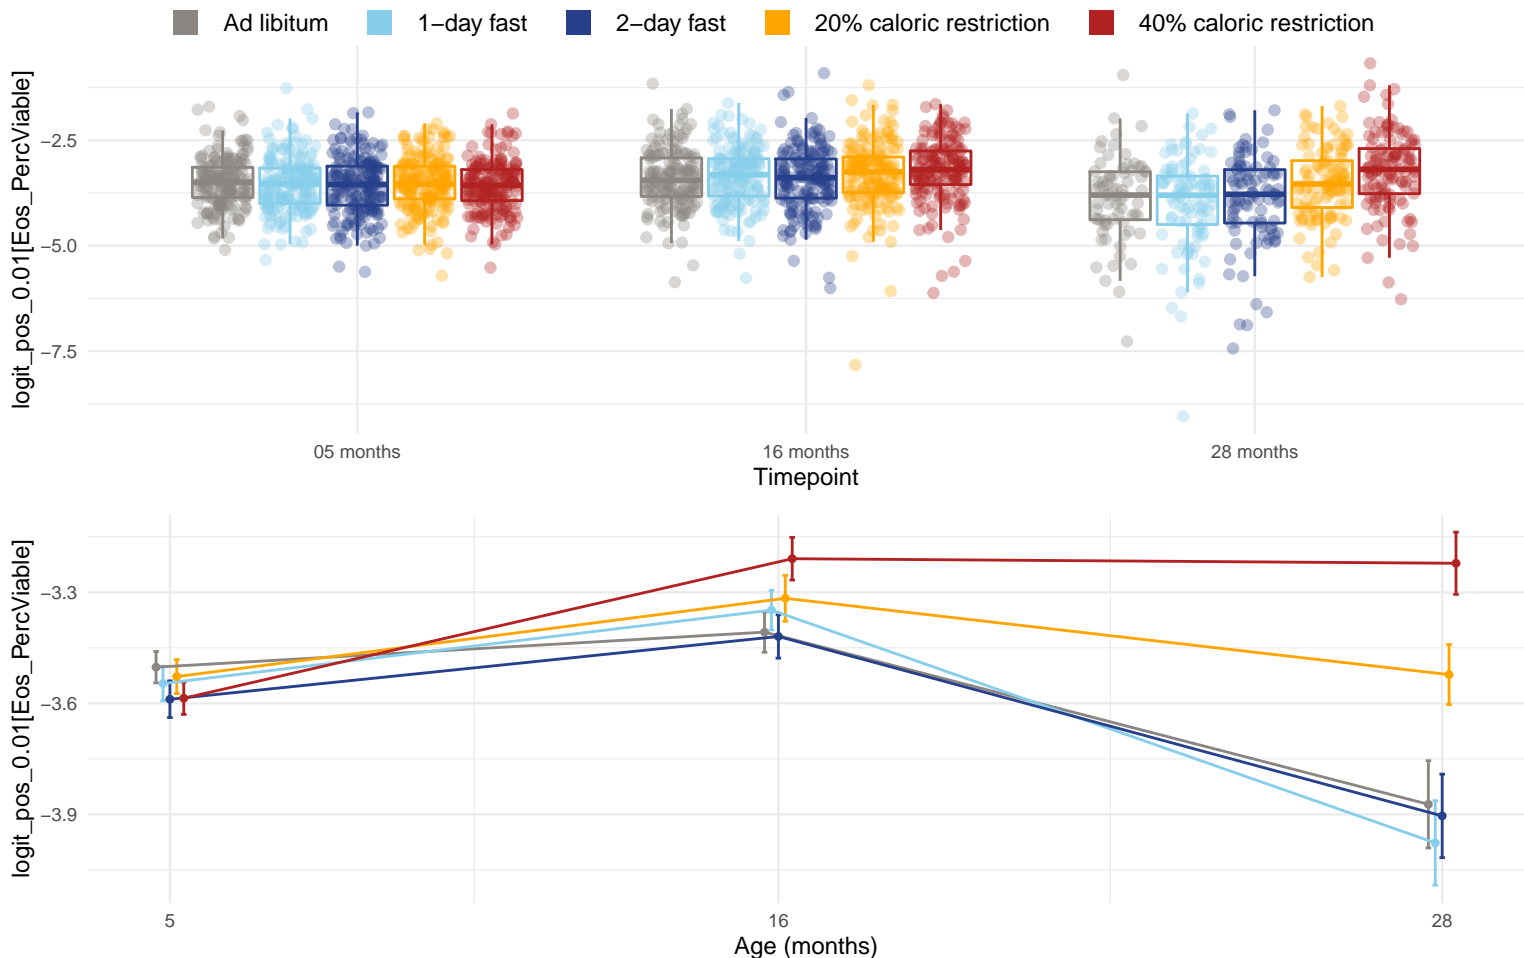 Ad libitum 1−day fast 2−day fast 20% caloric restriction 40% caloric restriction
logit_pos_0.01[Eos_PercViable]
−2.5
−5.0
−7.5
05 months 16 months 28 months
Timepoint
logit_pos_0.01[Eos_PercViable]
−3.3
−3.6
−3.9
5 16 28
Age (months)